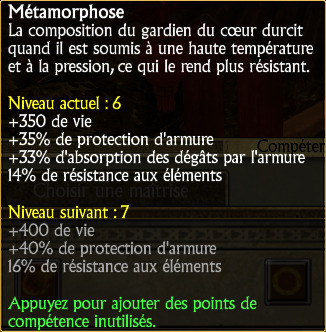 Métamorphose
La composition du gardien du cœur durcit
quand il est soumis à une haute température
et à la pression, ce qui le rend plus résistant.
Niveau actuel : 6
+350 de vie
+35% de protection d'armure
+33% d'absorption des dégâts par l'armure
14% de résistance aux éléments
Choisir une maîtrise
Niveau suivant : 7
+400 de vie
+40% de protection d'armure
16% de résistance aux éléments
Appuyez pour ajouter des points de
compétence inutilisés.